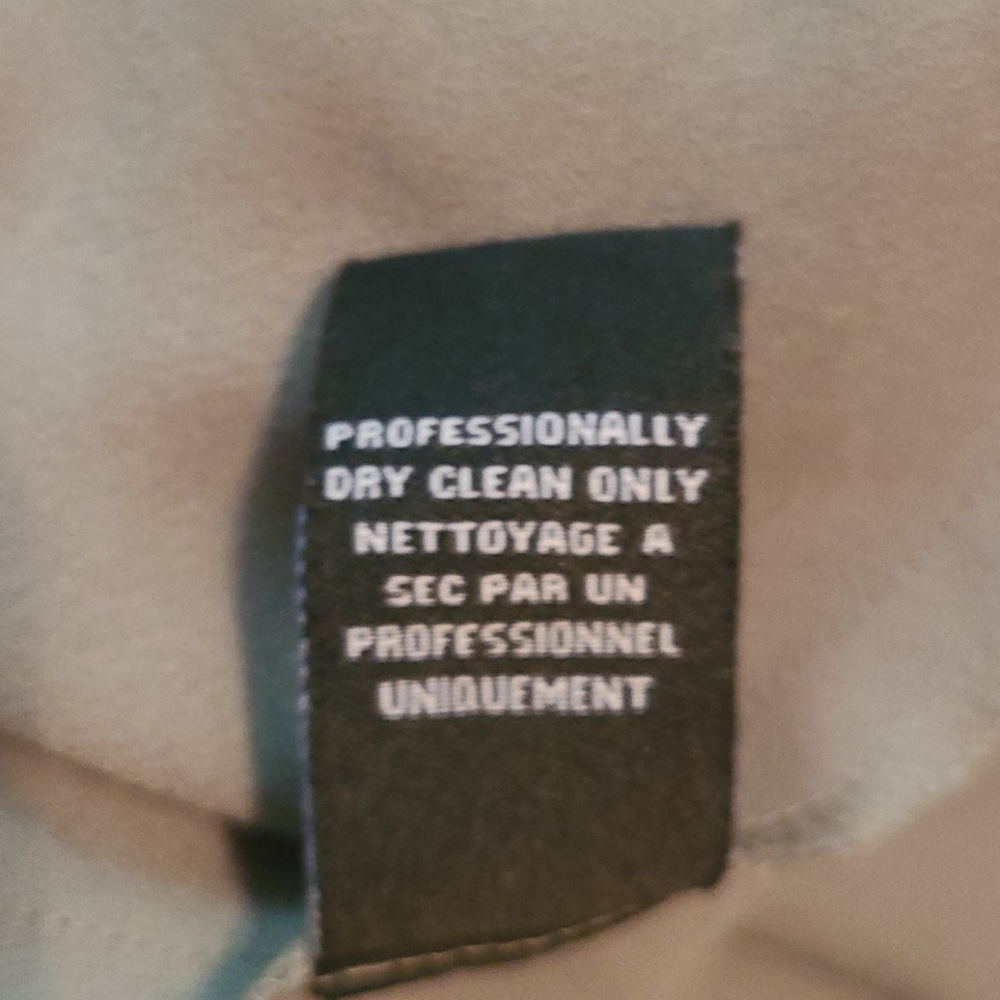 PROFESSIONALLY
DRY CLEAN ONLY
NETTOYAGE A
SEC PAR UN
PROFESSIONNEL
UNIQUEMENT